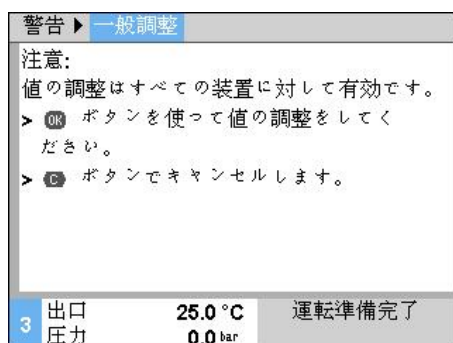 警告 ▶ 一般調整
注意:
値の調整はすべての装置に対して有効です。
> OK ボタンを使って値の調整をしてく
ださい。
> C ボタンでキャンセルします。
3 出口 25.0 °C 運転準備完了
圧力 0.0 bar